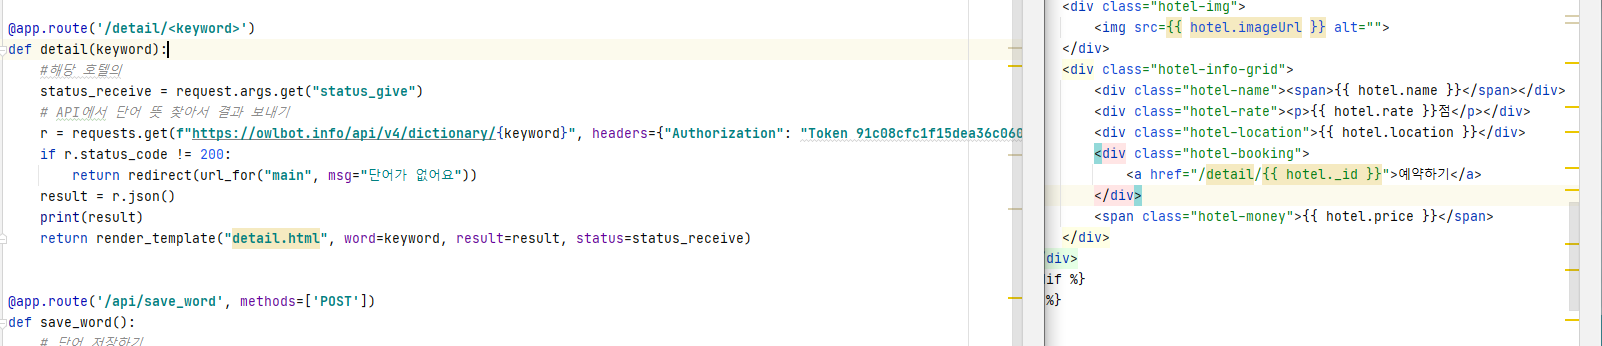 @app.route('/detail/<keyword>')
def detail(keyword):
#해당 호텔의
status_receive = request.args.get("status_give")
# API에서 단어 뜻 찾아서 결과 보내기
r = requests.get(f"https://owlbot.info/api/v4/dictionary/{keyword}", headers={"Authorization": "Token 91c08cfc1f15dea36c060
if r.status_code != 200:
return redirect(url_for("main", msg="단어가 없어요"))
result = r.json()
print(result)
return render_template("detail.html", word=keyword, result=result, status=status_receive)
@app.route('/api/save_word', methods=['POST'])
def save_word():
# 단어 저장하기
<div class="hotel-img">
<img src={{ hotel.imageUrl }} alt="">
</div>
<div class="hotel-info-grid">
<div class="hotel-name"><span>{{ hotel.name }}</span></div>
<div class="hotel-rate"><p>{{ hotel.rate }}점</p></div>
<div class="hotel-location">{{ hotel.location }}</div>
<div class="hotel-booking">
<a href="/detail/{{ hotel._id }}">예약하기</a>
</div>
<span class="hotel-money">{{ hotel.price }}</span>
</div>
div>
if %}
%}